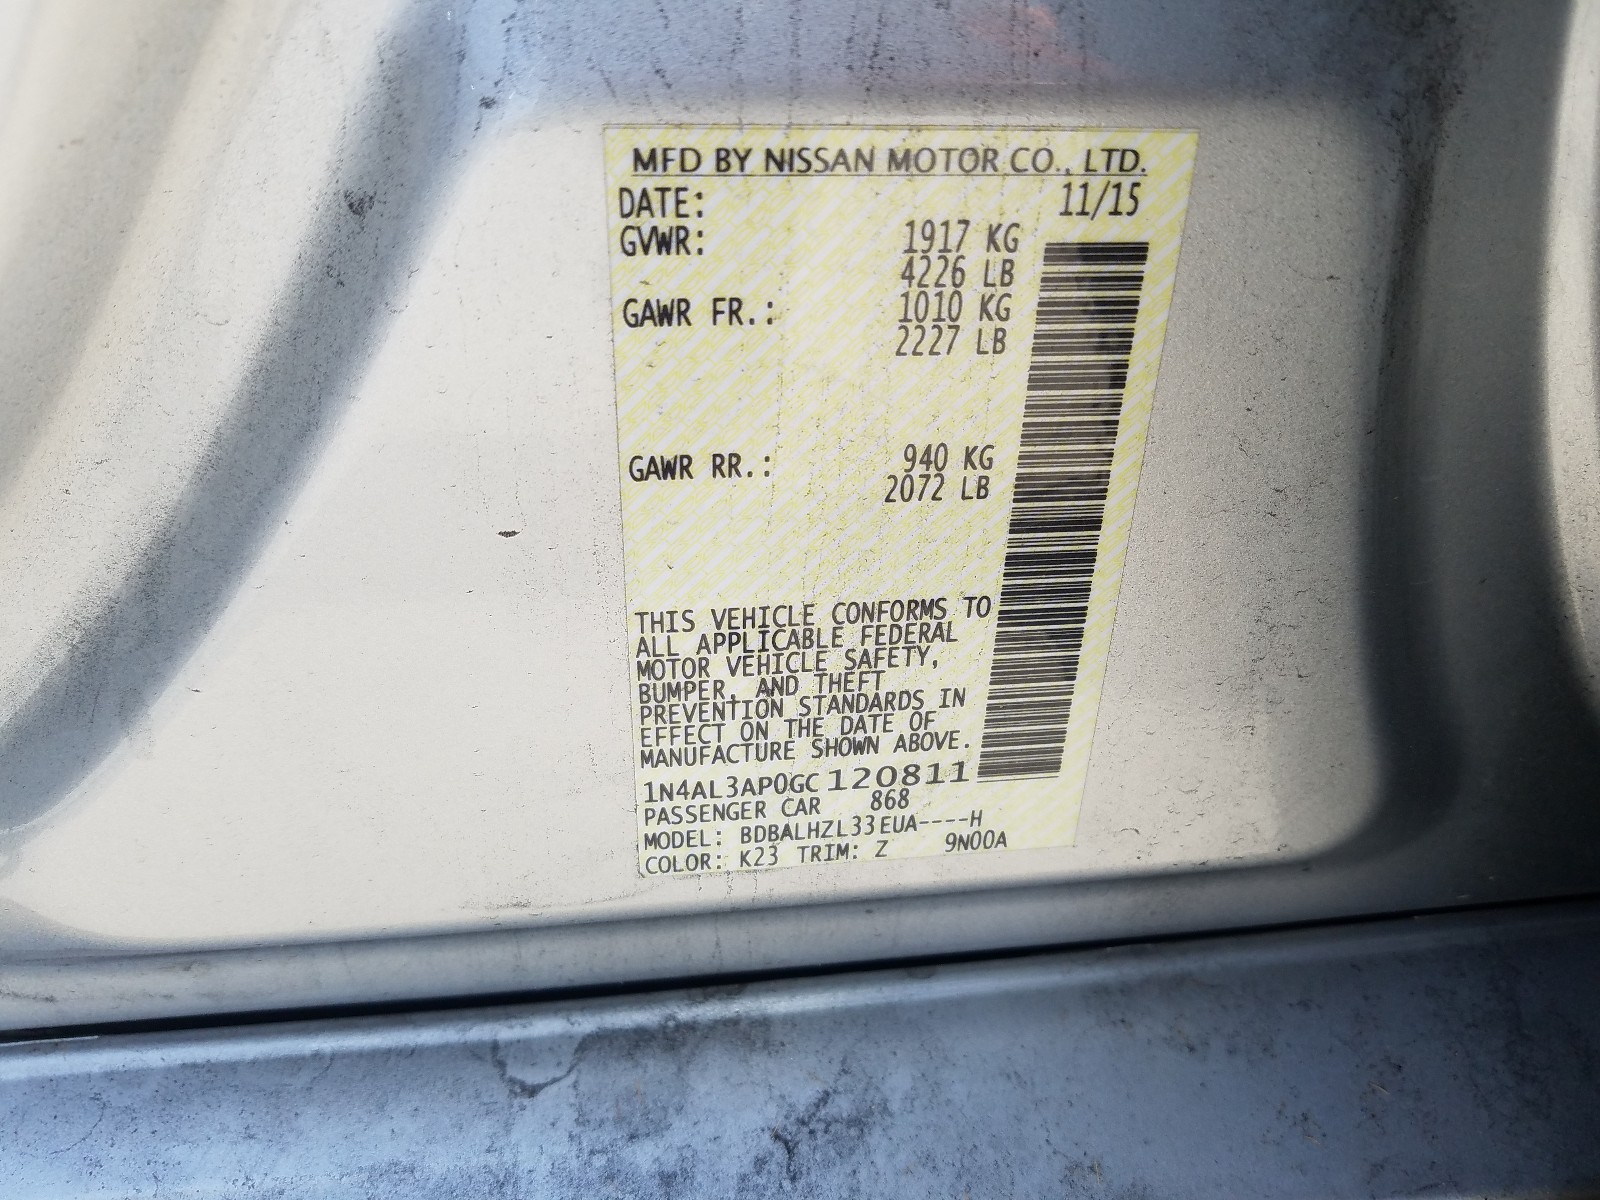 MFD BY NISSAN MOTOR CO., LTD.
DATE: 11/15
GVWR: 1917 KG
4226 LB
GAWR FR.: 1010 KG
2227 LB
GAWR RR.: 940 KG
2072 LB
THIS VEHICLE CONFORMS TO
ALL APPLICABLE FEDERAL
MOTOR VEHICLE SAFETY,
BUMPER, AND THEFT
PREVENTION STANDARDS IN
EFFECT ON THE DATE OF
MANUFACTURE SHOWN ABOVE.
1N4AL3AP0GC120811
PASSENGER CAR 868
MODEL: BDBALHZL33EUA----H
COLOR: K23 TRIM: Z 9N00A